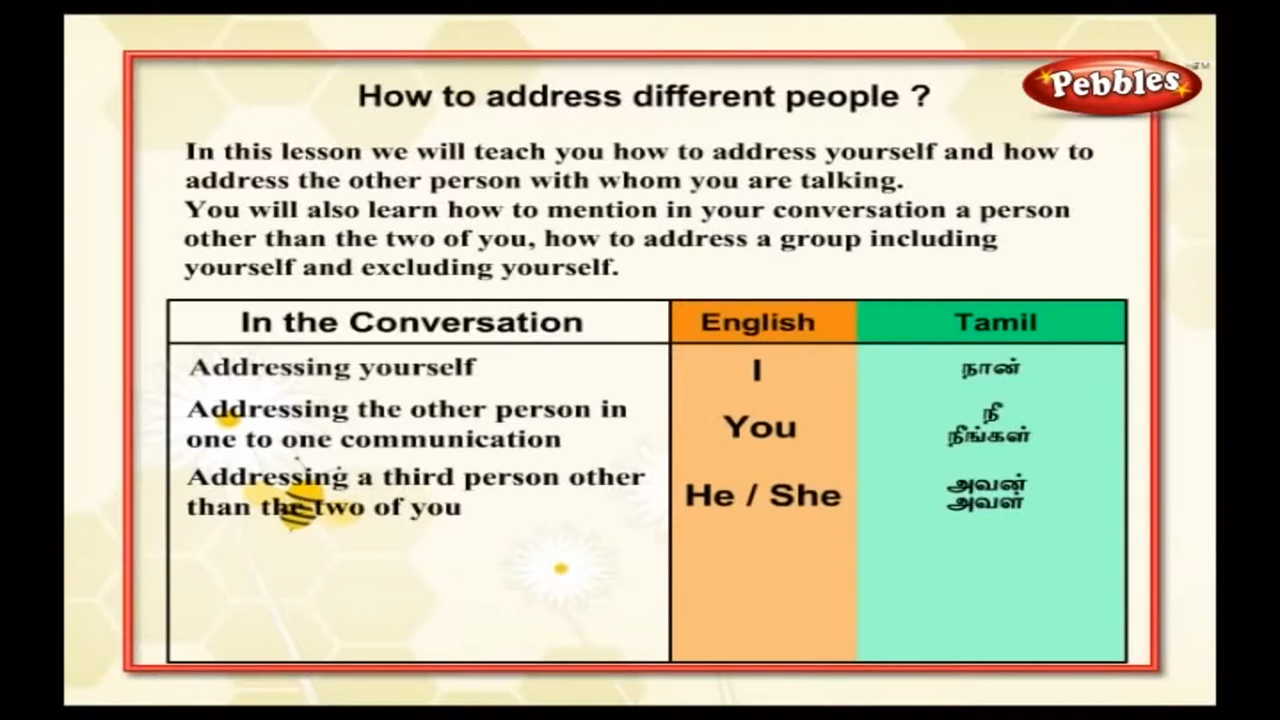 How to address different people ?
Pebbles™
In this lesson we will teach you how to address yourself and how to
address the other person with whom you are talking.
You will also learn how to mention in your conversation a person
other than the two of you, how to address a group including
yourself and excluding yourself.
In the Conversation English Tamil
Addressing yourself I நான்
Addressing the other person in
one to one communication
You
நீ
நீங்கள்
Addressing a third person other
than the two of you
He / She
அவன்
அவள்